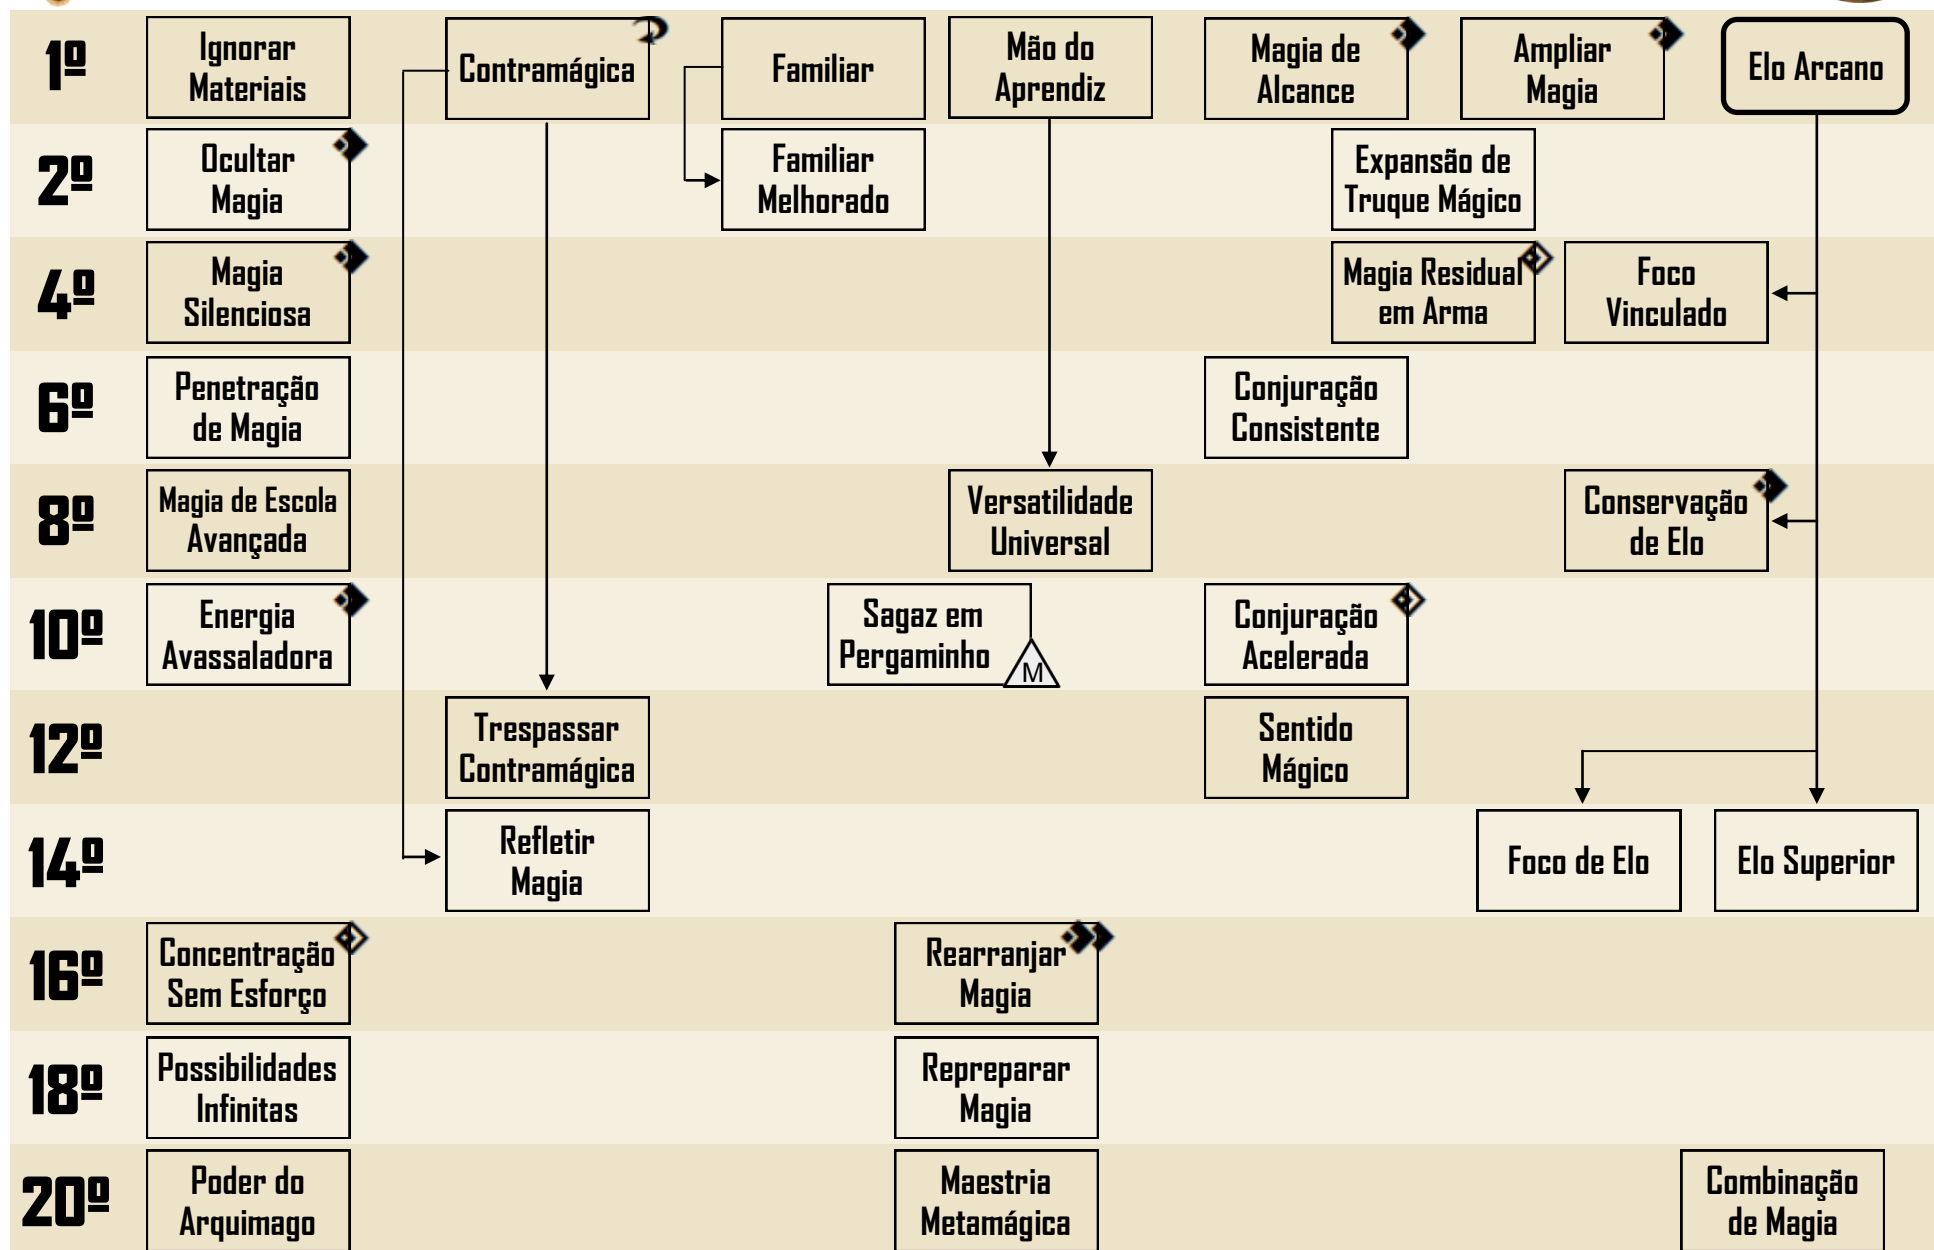 1º
Ignorar
Materiais
Contramágica
Familiar
Mão do
Aprendiz
Magia de
Alcance
Ampliar
Magia
Elo Arcano
2º
Ocultar
Magia
Familiar
Melhorado
Expansão de
Truque Mágico
4º
Magia
Silenciosa
Magia Residual
em Arma
Foco
Vinculado
6º
Penetração
de Magia
Conjuração
Consistente
8º
Magia de Escola
Avançada
Versatilidade
Universal
Conservação
de Elo
10º
Energia
Avassaladora
Sagaz em
Pergaminho
M
Conjuração
Acelerada
12º
Trespassar
Contramágica
Sentido
Mágico
14º
Refletir
Magia
Foco de Elo
Elo Superior
16º
Concentração
Sem Esforço
Rearranjar
Magia
18º
Possibilidades
Infinitas
Repreparar
Magia
20º
Poder do
Arquimago
Maestria
Metamágica
Combinação
de Magia